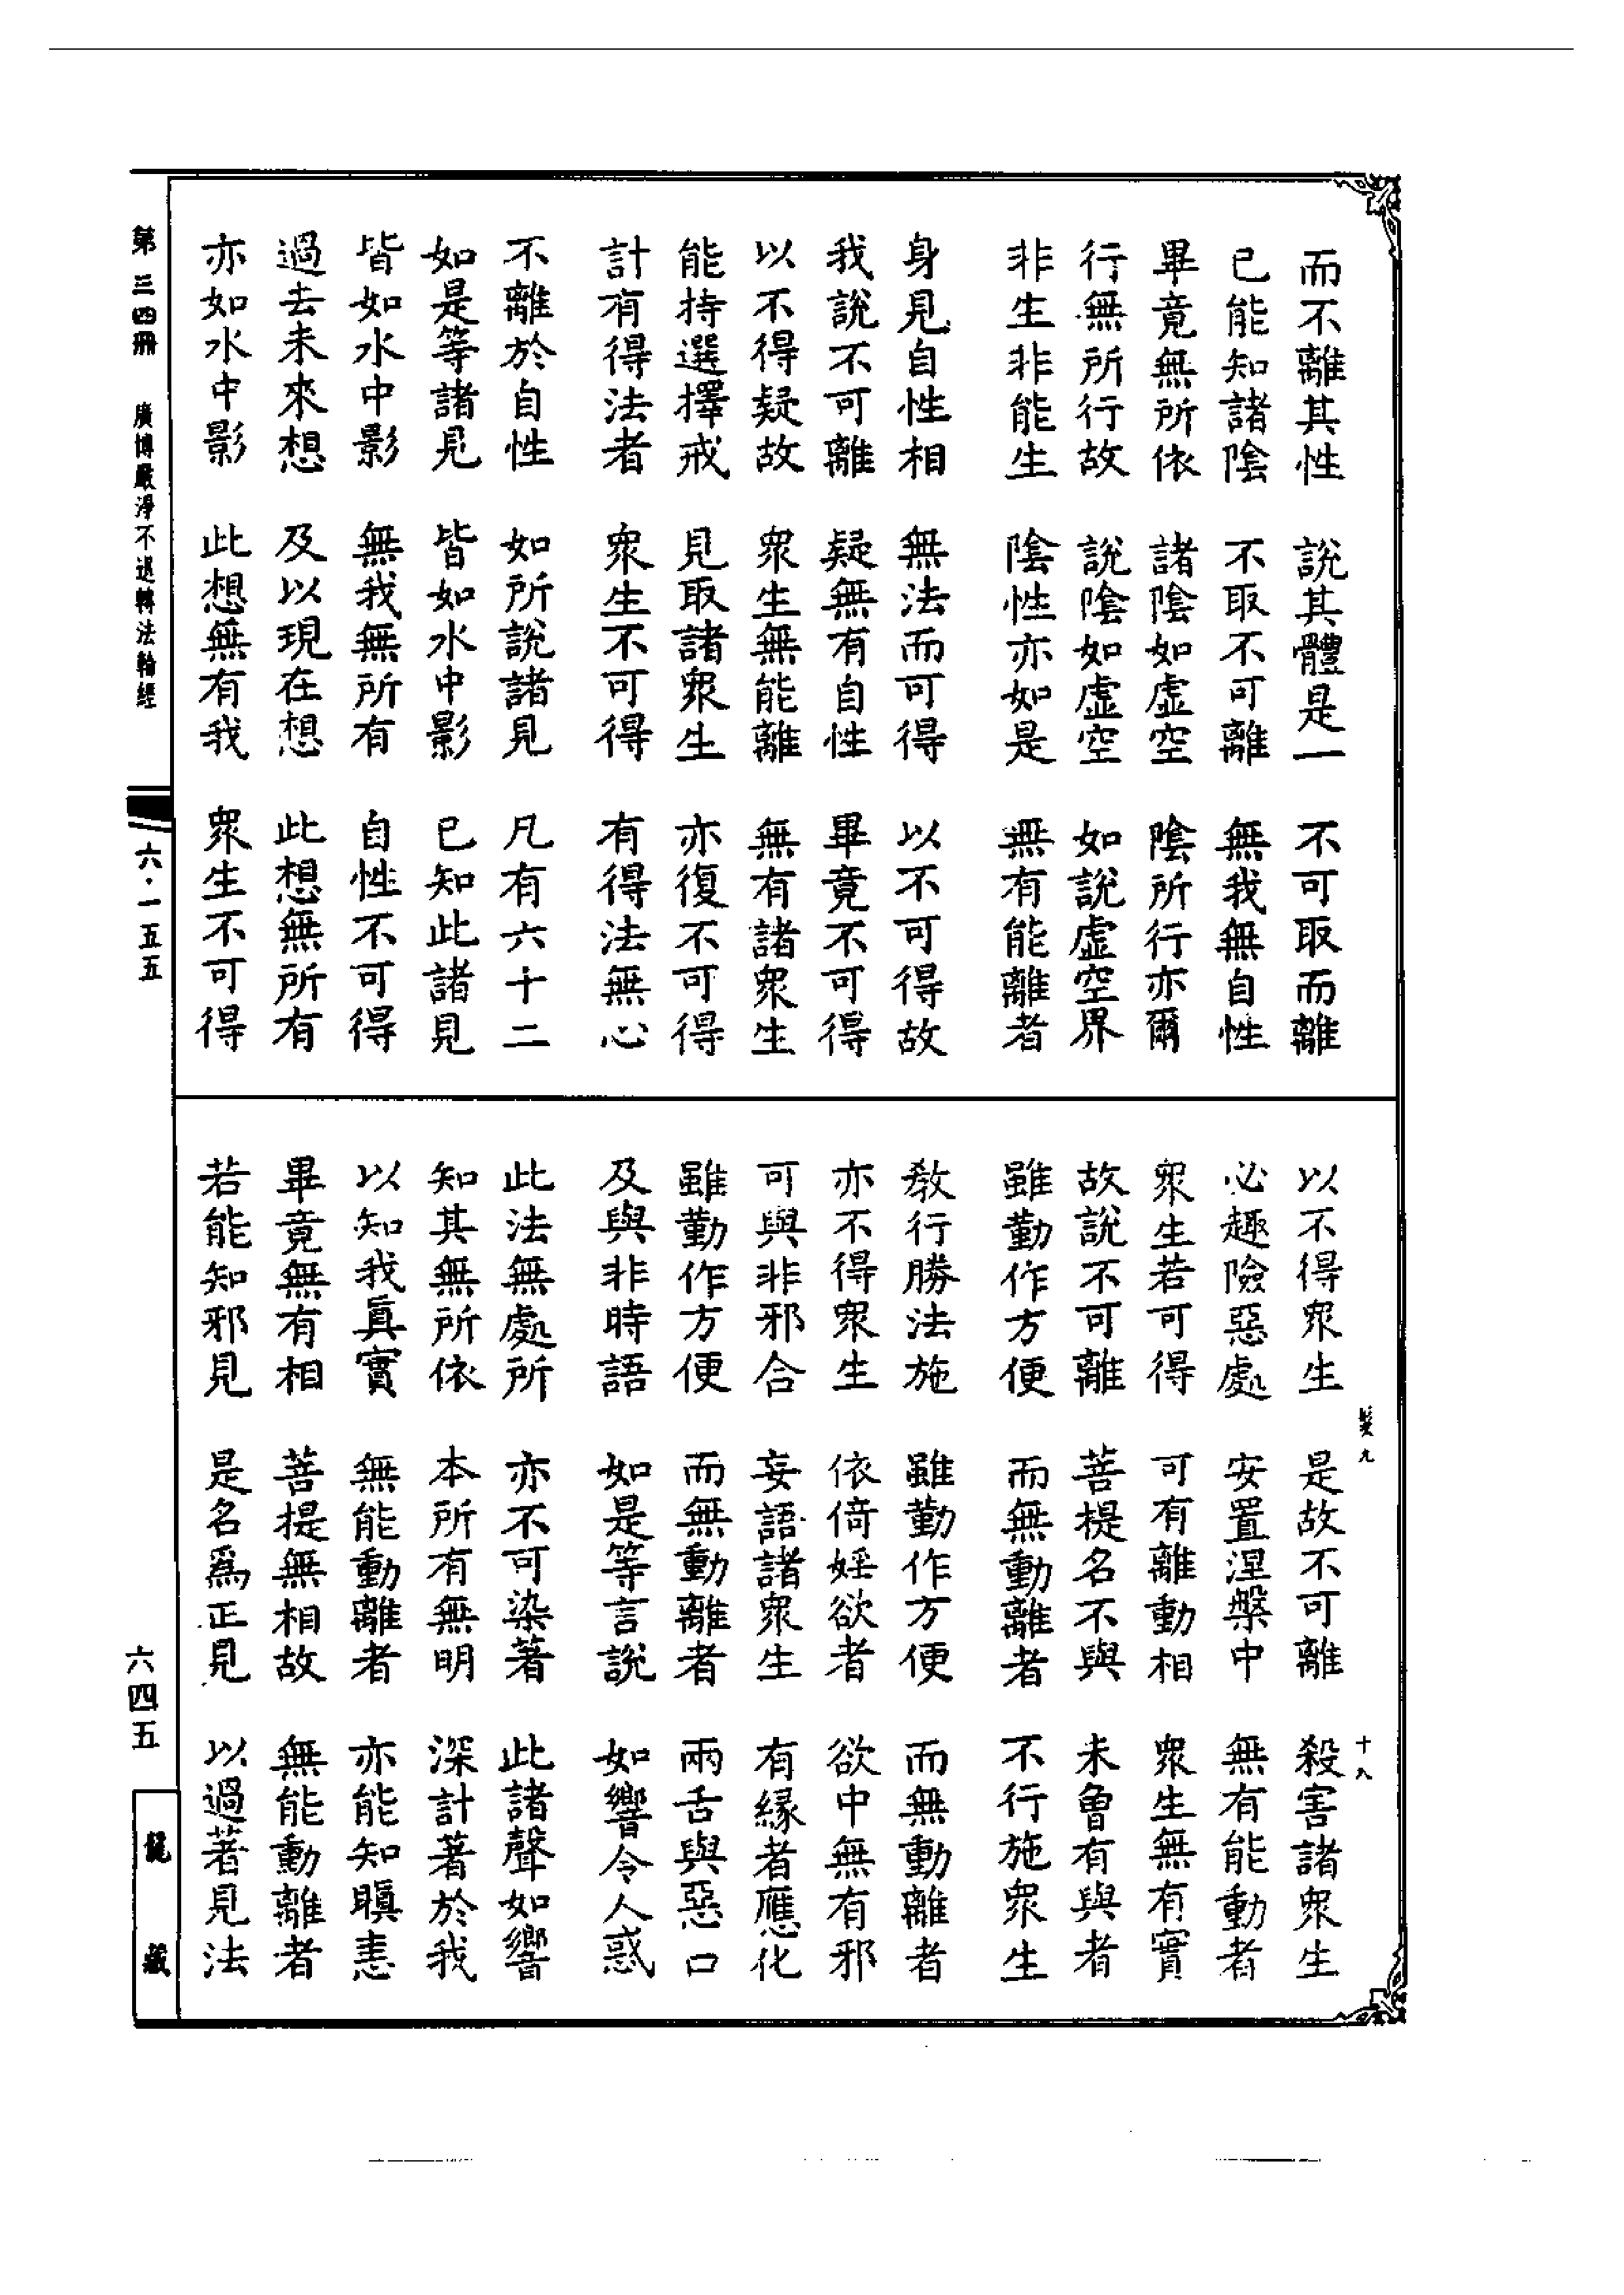 而不離其性　說其體是一　不可取而離
已能知諸陰　不取不可離　無我無自性
畢竟無所依　諸陰如虛空　陰所行亦爾
行無所行故　說陰如虛空　如說虛空界
非生非能生　陰性亦如是　無有能離者
身見自性相　無法而可得　以不可得故
我說不可離　疑無有自性　畢竟不可得
以不得疑故　衆生無能離　無有諸衆生
能持選擇戒　見取諸衆生　亦復不可得
計有得法者　衆生不可得　有得法無心
不離於自性　如所說諸見　凡有六十二
如是等諸見　皆如水中影　已知此諸見
皆如水中影　無我無所有　自性不可得
過去未來想　及以現在想　此想無所有
亦如水中影　此想無有我　衆生不可得
以不得衆生　是故不可離　殺害諸衆生
心趣險惡處　安置涅槃中　無有能動者
衆生若可得　可有離動相　衆生無有實
故說不可離　菩提名不與　未曾有與者
雖勤作方便　而無動離者　不行施衆生
教行勝法施　雖勤作方便　而無動離者
亦不得衆生　依倚婬欲者　欲中無有邪
可與非邪合　妄語諸衆生　有緣者應化
雖勤作方便　而無動離者　兩舌與惡口
及與非時語　如是等言說　如響令人惑
此法無處所　亦不可染著　此諸聲如響
知其無所依　本所有無明　深計著於我
以知我眞實　無能動離者　亦能知瞋恚
畢竟無有相　菩提無相故　無能動離者
若能知邪見　是名爲正見　以過著見法
髮九　十八
第三四冊　廣博嚴淨不退轉法輪經
六·一五五
六四五
龍藏